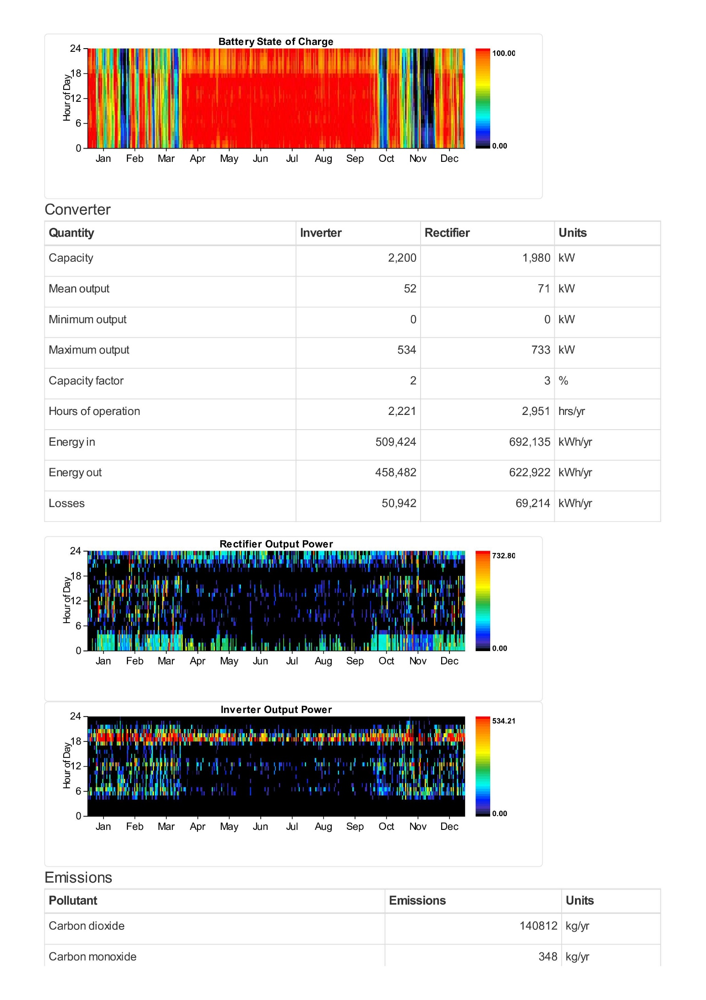 Battery State of Charge
24
18
12
6
0
Hour of Day
Jan Feb Mar Apr May Jun Jul Aug Sep Oct Nov Dec
100.00
0.00
Converter
Quantity Inverter Rectifier Units
Capacity 2,200 1,980 kW
Mean output 52 71 kW
Minimum output 0 0 kW
Maximum output 534 733 kW
Capacity factor 2 3 %
Hours of operation 2,221 2,951 hrs/yr
Energy in 509,424 692,135 kWh/yr
Energy out 458,482 622,922 kWh/yr
Losses 50,942 69,214 kWh/yr
Rectifier Output Power
24
18
12
6
0
Hour of Day
Jan Feb Mar Apr May Jun Jul Aug Sep Oct Nov Dec
732.80
0.00
Inverter Output Power
24
18
12
6
0
Hour of Day
Jan Feb Mar Apr May Jun Jul Aug Sep Oct Nov Dec
534.21
0.00
Emissions
Pollutant Emissions Units
Carbon dioxide 140812 kg/yr
Carbon monoxide 348 kg/yr